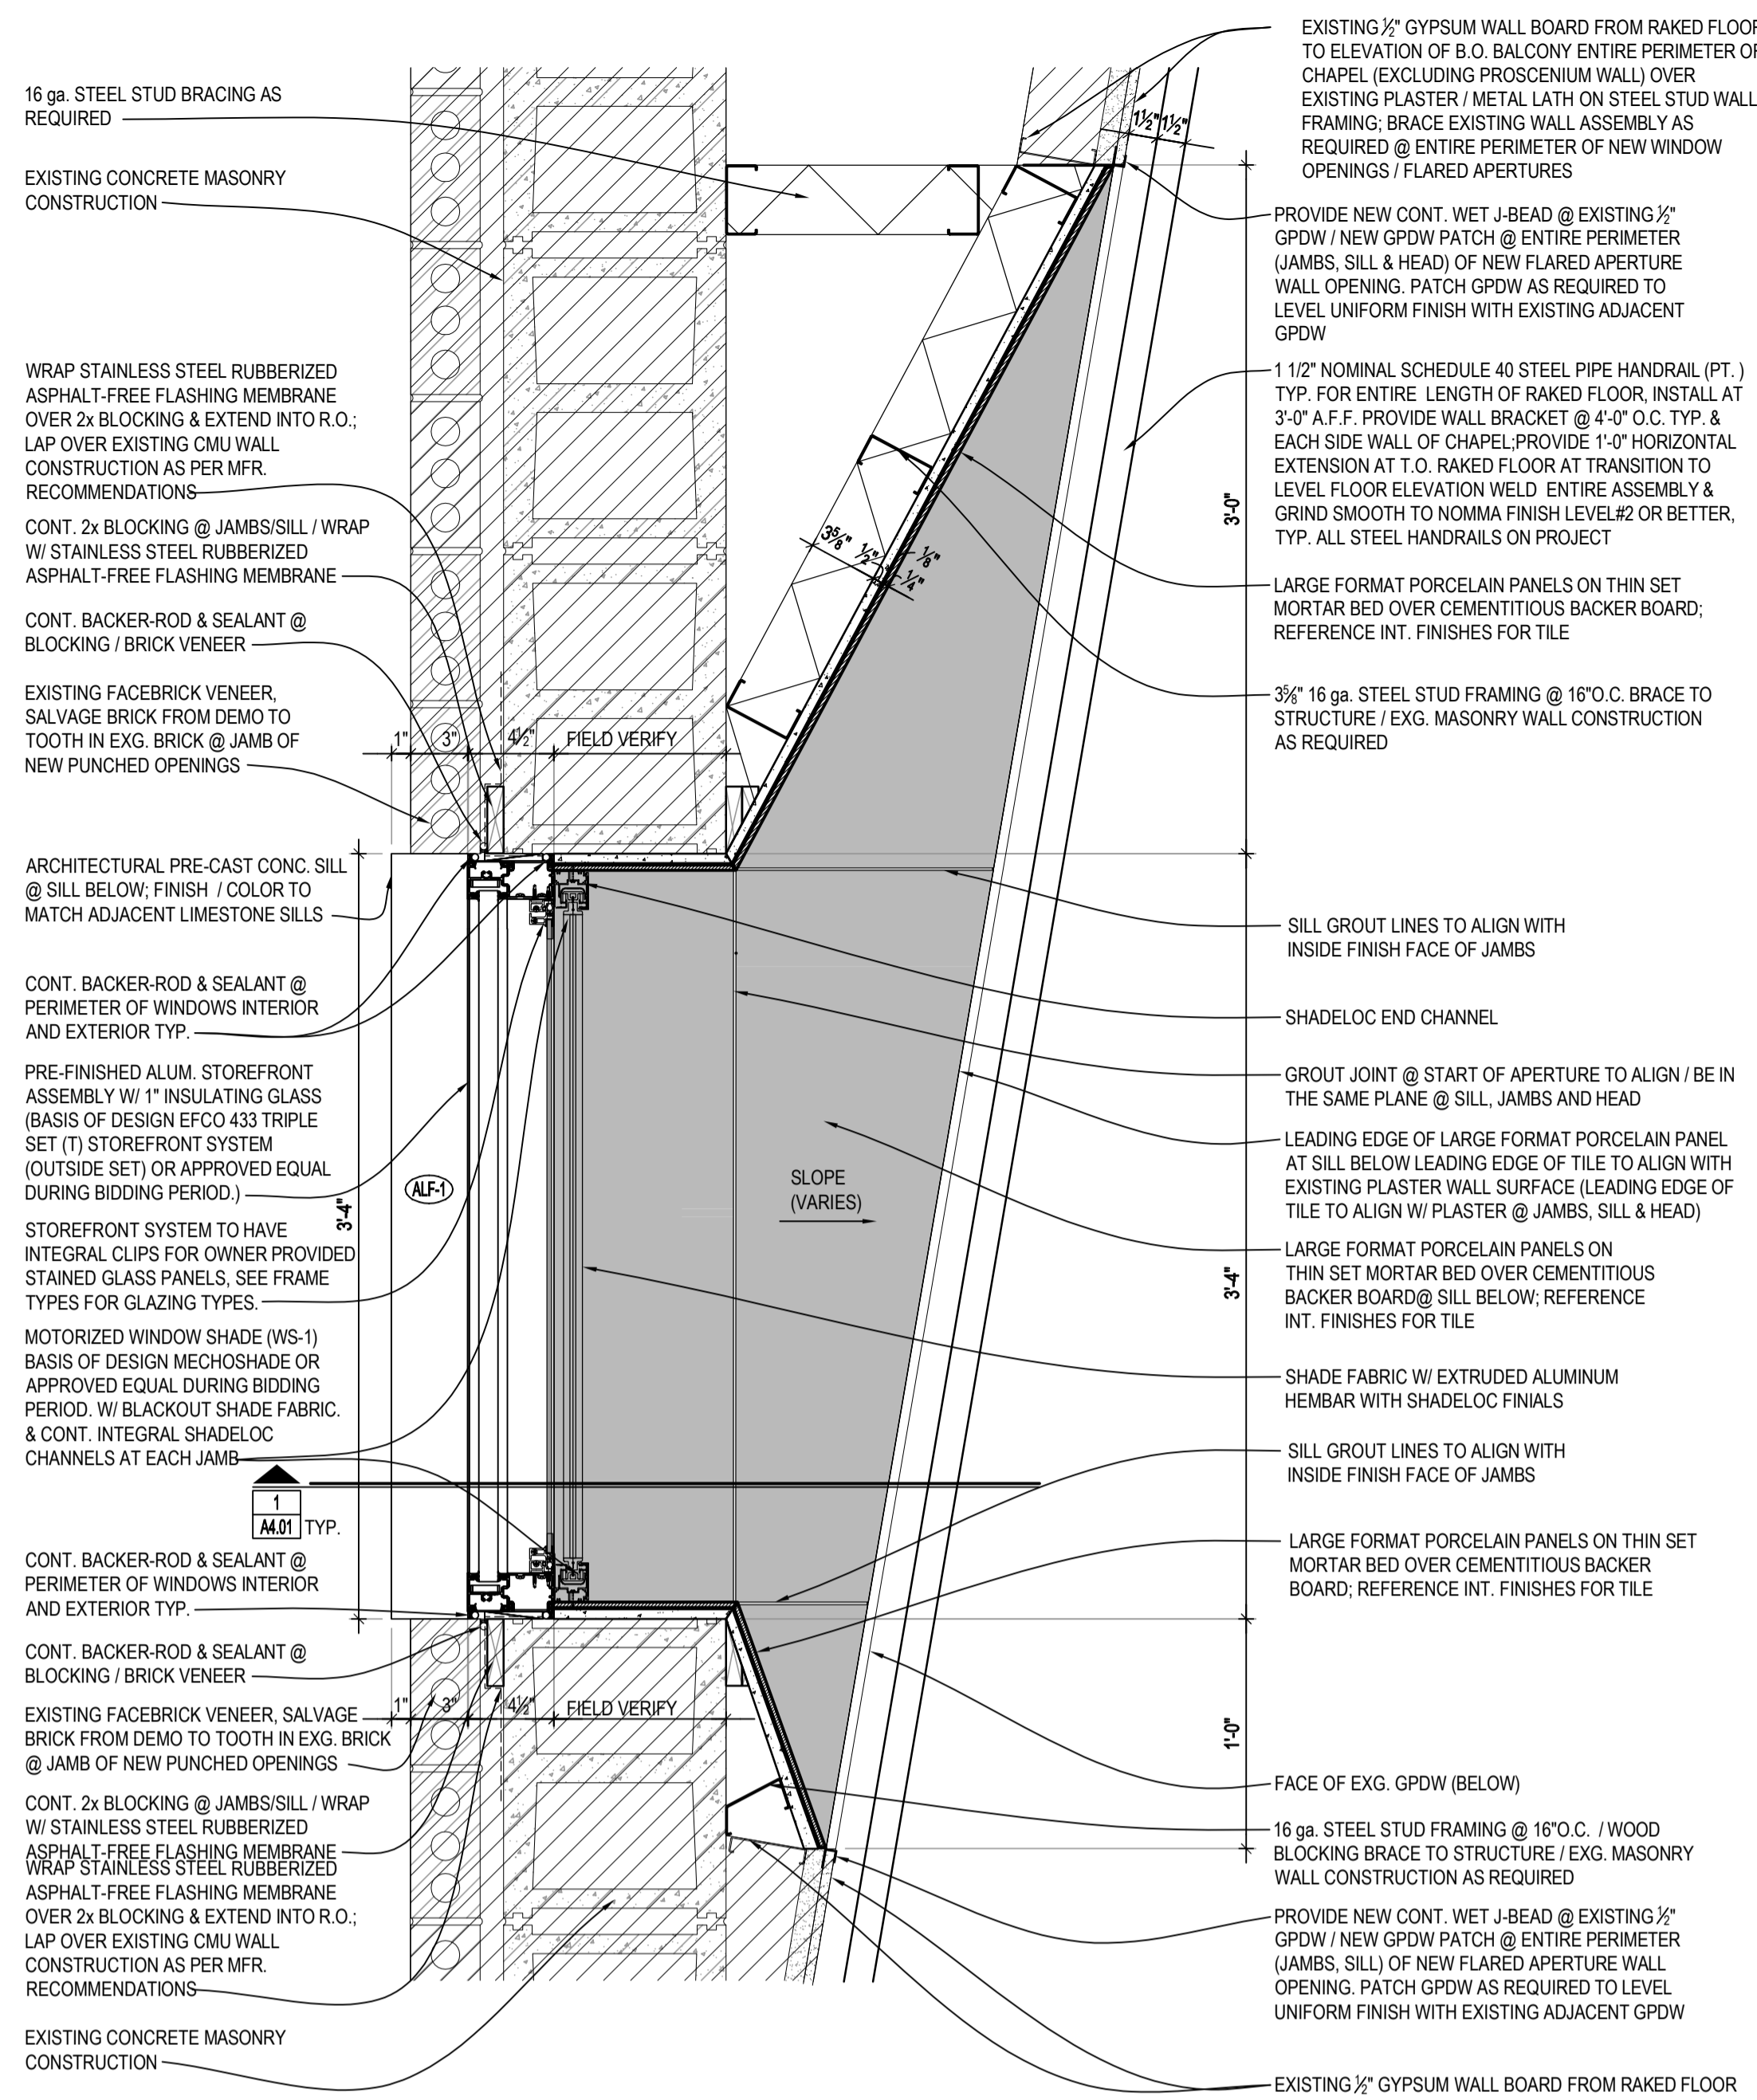 16 ga. STEEL STUD BRACING AS
REQUIRED
EXISTING CONCRETE MASONRY
CONSTRUCTION
WRAP STAINLESS STEEL RUBBERIZED
ASPHALT-FREE FLASHING MEMBRANE
OVER 2x BLOCKING & EXTEND INTO R.O.;
LAP OVER EXISTING CMU WALL
CONSTRUCTION AS PER MFR.
RECOMMENDATIONS
CONT. 2x BLOCKING @ JAMBS/SILL / WRAP
W/ STAINLESS STEEL RUBBERIZED
ASPHALT-FREE FLASHING MEMBRANE
CONT. BACKER-ROD & SEALANT @
BLOCKING / BRICK VENEER
EXISTING FACEBRICK VENEER,
SALVAGE BRICK FROM DEMO TO
TOOTH IN EXG. BRICK @ JAMB OF
NEW PUNCHED OPENINGS
ARCHITECTURAL PRE-CAST CONC. SILL
@ SILL BELOW; FINISH / COLOR TO
MATCH ADJACENT LIMESTONE SILLS
CONT. BACKER-ROD & SEALANT @
PERIMETER OF WINDOWS INTERIOR
AND EXTERIOR TYP.
PRE-FINISHED ALUM. STOREFRONT
ASSEMBLY W/ 1" INSULATING GLASS
(BASIS OF DESIGN EFCO 433 TRIPLE
SET (T) STOREFRONT SYSTEM
(OUTSIDE SET) OR APPROVED EQUAL
DURING BIDDING PERIOD.)
STOREFRONT SYSTEM TO HAVE
INTEGRAL CLIPS FOR OWNER PROVIDED
STAINED GLASS PANELS, SEE FRAME
TYPES FOR GLAZING TYPES.
MOTORIZED WINDOW SHADE (WS-1)
BASIS OF DESIGN MECHOSHADE OR
APPROVED EQUAL DURING BIDDING
PERIOD. W/ BLACKOUT SHADE FABRIC.
& CONT. INTEGRAL SHADELOC
CHANNELS AT EACH JAMB
1
A4.01 TYP.
CONT. BACKER-ROD & SEALANT @
PERIMETER OF WINDOWS INTERIOR
AND EXTERIOR TYP.
CONT. BACKER-ROD & SEALANT @
BLOCKING / BRICK VENEER
EXISTING FACEBRICK VENEER, SALVAGE
BRICK FROM DEMO TO TOOTH IN EXG. BRICK
@ JAMB OF NEW PUNCHED OPENINGS
CONT. 2x BLOCKING @ JAMBS/SILL / WRAP
W/ STAINLESS STEEL RUBBERIZED
ASPHALT-FREE FLASHING MEMBRANE
WRAP STAINLESS STEEL RUBBERIZED
ASPHALT-FREE FLASHING MEMBRANE
OVER 2x BLOCKING & EXTEND INTO R.O.;
LAP OVER EXISTING CMU WALL
CONSTRUCTION AS PER MFR.
RECOMMENDATIONS
EXISTING CONCRETE MASONRY
CONSTRUCTION
1" 3" 4½" FIELD VERIFY
3⅝" ½" ⅛" ¼"
1½" 1½"
ALF-1
3'-4"
SLOPE
(VARIES)
1" 3" 4½" FIELD VERIFY
3'-0"
3'-4"
1'-0"
EXISTING ½" GYPSUM WALL BOARD FROM RAKED FLOOR
TO ELEVATION OF B.O. BALCONY ENTIRE PERIMETER OF
CHAPEL (EXCLUDING PROSCENIUM WALL) OVER
EXISTING PLASTER / METAL LATH ON STEEL STUD WALL
FRAMING; BRACE EXISTING WALL ASSEMBLY AS
REQUIRED @ ENTIRE PERIMETER OF NEW WINDOW
OPENINGS / FLARED APERTURES
PROVIDE NEW CONT. WET J-BEAD @ EXISTING ½"
GPDW / NEW GPDW PATCH @ ENTIRE PERIMETER
(JAMBS, SILL & HEAD) OF NEW FLARED APERTURE
WALL OPENING. PATCH GPDW AS REQUIRED TO
LEVEL UNIFORM FINISH WITH EXISTING ADJACENT
GPDW
1 1/2" NOMINAL SCHEDULE 40 STEEL PIPE HANDRAIL (PT. )
TYP. FOR ENTIRE LENGTH OF RAKED FLOOR, INSTALL AT
3'-0" A.F.F. PROVIDE WALL BRACKET @ 4'-0" O.C. TYP. &
EACH SIDE WALL OF CHAPEL;PROVIDE 1'-0" HORIZONTAL
EXTENSION AT T.O. RAKED FLOOR AT TRANSITION TO
LEVEL FLOOR ELEVATION WELD ENTIRE ASSEMBLY &
GRIND SMOOTH TO NOMMA FINISH LEVEL#2 OR BETTER,
TYP. ALL STEEL HANDRAILS ON PROJECT
LARGE FORMAT PORCELAIN PANELS ON THIN SET
MORTAR BED OVER CEMENTITIOUS BACKER BOARD;
REFERENCE INT. FINISHES FOR TILE
3⅝" 16 ga. STEEL STUD FRAMING @ 16"O.C. BRACE TO
STRUCTURE / EXG. MASONRY WALL CONSTRUCTION
AS REQUIRED
SILL GROUT LINES TO ALIGN WITH
INSIDE FINISH FACE OF JAMBS
SHADELOC END CHANNEL
GROUT JOINT @ START OF APERTURE TO ALIGN / BE IN
THE SAME PLANE @ SILL, JAMBS AND HEAD
LEADING EDGE OF LARGE FORMAT PORCELAIN PANEL
AT SILL BELOW LEADING EDGE OF TILE TO ALIGN WITH
EXISTING PLASTER WALL SURFACE (LEADING EDGE OF
TILE TO ALIGN W/ PLASTER @ JAMBS, SILL & HEAD)
LARGE FORMAT PORCELAIN PANELS ON
THIN SET MORTAR BED OVER CEMENTITIOUS
BACKER BOARD@ SILL BELOW; REFERENCE
INT. FINISHES FOR TILE
SHADE FABRIC W/ EXTRUDED ALUMINUM
HEMBAR WITH SHADELOC FINIALS
SILL GROUT LINES TO ALIGN WITH
INSIDE FINISH FACE OF JAMBS
LARGE FORMAT PORCELAIN PANELS ON THIN SET
MORTAR BED OVER CEMENTITIOUS BACKER
BOARD; REFERENCE INT. FINISHES FOR TILE
FACE OF EXG. GPDW (BELOW)
16 ga. STEEL STUD FRAMING @ 16"O.C. / WOOD
BLOCKING BRACE TO STRUCTURE / EXG. MASONRY
WALL CONSTRUCTION AS REQUIRED
PROVIDE NEW CONT. WET J-BEAD @ EXISTING ½"
GPDW / NEW GPDW PATCH @ ENTIRE PERIMETER
(JAMBS, SILL) OF NEW FLARED APERTURE WALL
OPENING. PATCH GPDW AS REQUIRED TO LEVEL
UNIFORM FINISH WITH EXISTING ADJACENT GPDW
EXISTING ½" GYPSUM WALL BOARD FROM RAKED FLOOR